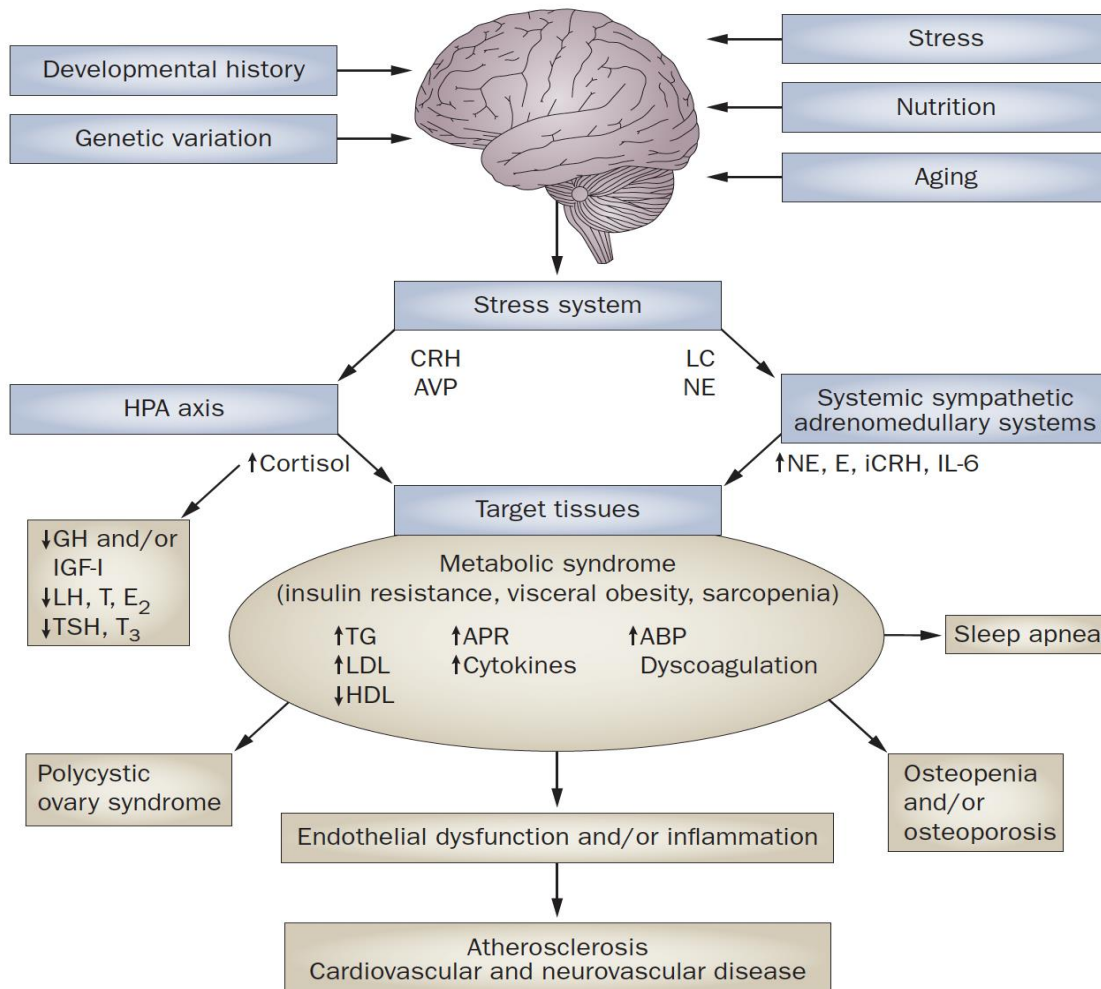 Developmental history
Genetic variation
Stress
Nutrition
Aging
Stress system
CRH
AVP
LC
NE
HPA axis
Systemic sympathetic
adrenomedullary systems
↑Cortisol
↑NE, E, iCRH, IL-6
↓GH and/or
IGF-I
↓LH, T, E₂
↓TSH, T₃
Target tissues
Metabolic syndrome
(insulin resistance, visceral obesity, sarcopenia)
↑TG ↑APR ↑ABP
↑LDL ↑Cytokines Dyscoagulation
↓HDL
Sleep apnea
Polycystic
ovary syndrome
Osteopenia
and/or
osteoporosis
Endothelial dysfunction and/or inflammation
Atherosclerosis
Cardiovascular and neurovascular disease